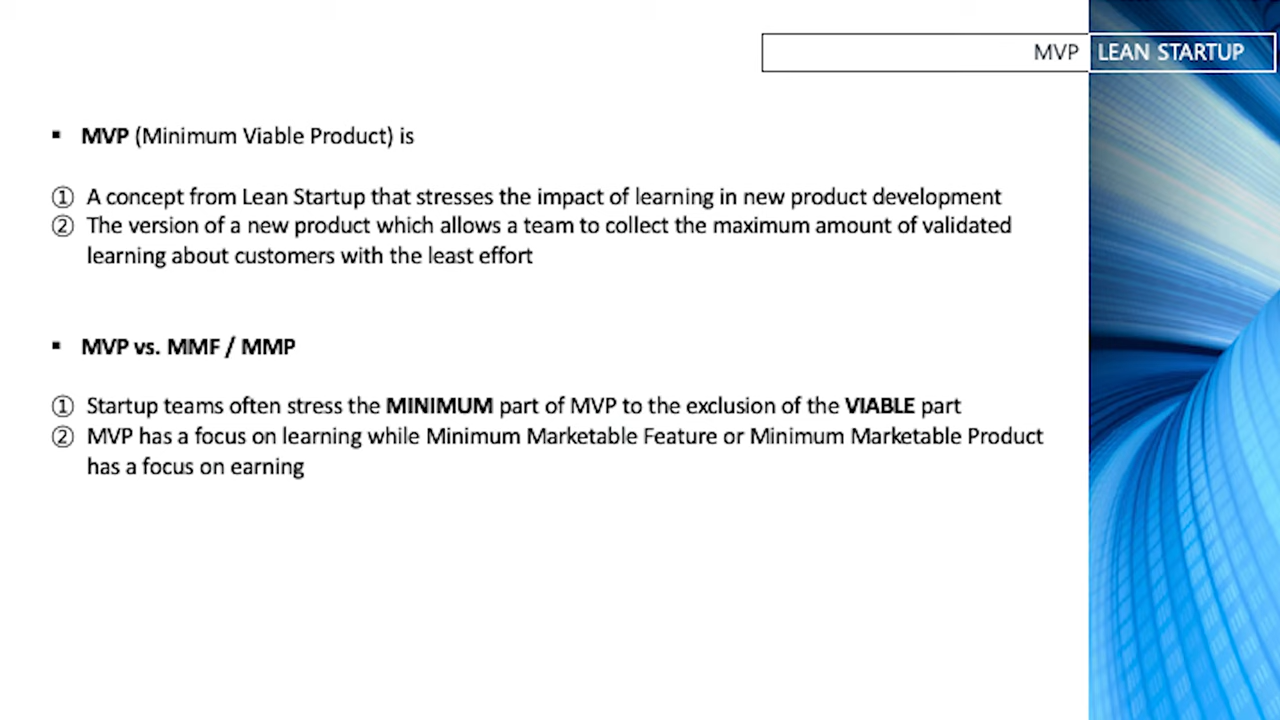 MVP LEAN STARTUP
▪ MVP (Minimum Viable Product) is
① A concept from Lean Startup that stresses the impact of learning in new product development
② The version of a new product which allows a team to collect the maximum amount of validated
learning about customers with the least effort
▪ MVP vs. MMF / MMP
① Startup teams often stress the MINIMUM part of MVP to the exclusion of the VIABLE part
② MVP has a focus on learning while Minimum Marketable Feature or Minimum Marketable Product
has a focus on earning